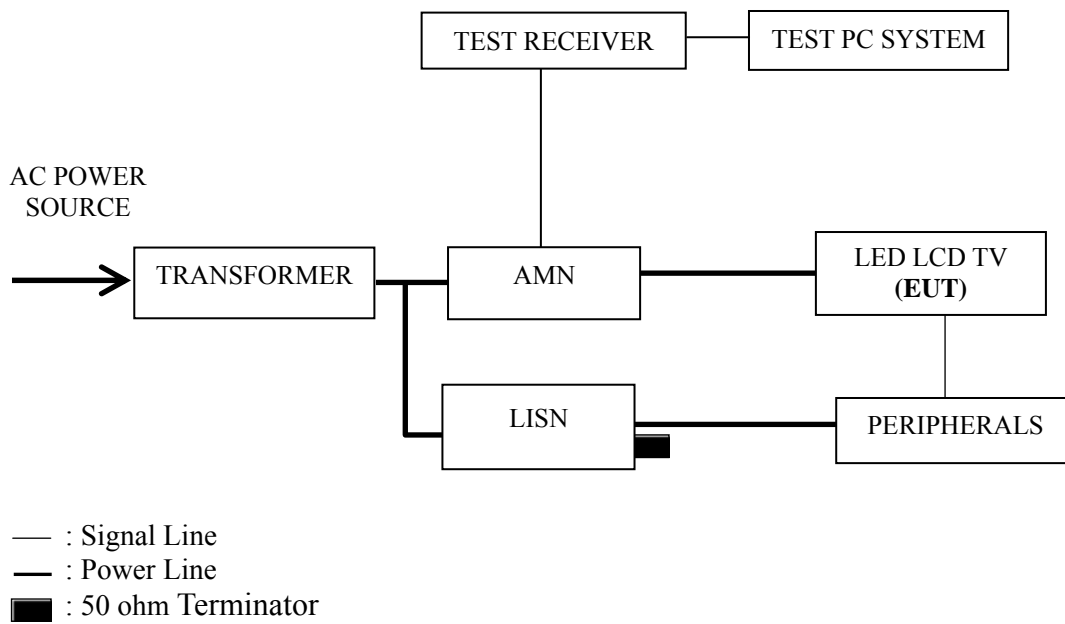 TEST RECEIVER
TEST PC SYSTEM
AC POWER
SOURCE
TRANSFORMER
AMN
LED LCD TV
(EUT)
LISN
PERIPHERALS
: Signal Line
: Power Line
: 50 ohm Terminator